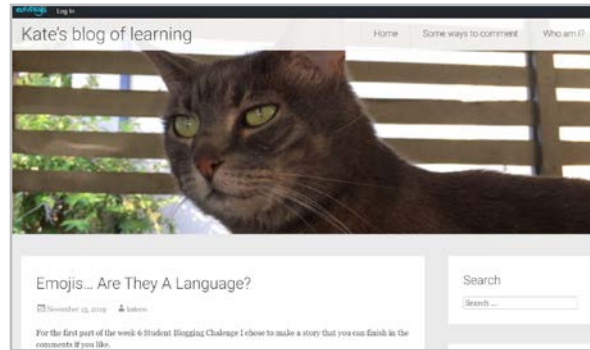 edublogs Log In
Kate's blog of learning Home Some ways to comment Who am I?
Emojis... Are They A Language?
November 15, 2019
For the first part of the week 6 Student Blogging Chalenge I chose to make a story that you can finish in the
comments if you like.
Search
Search ...